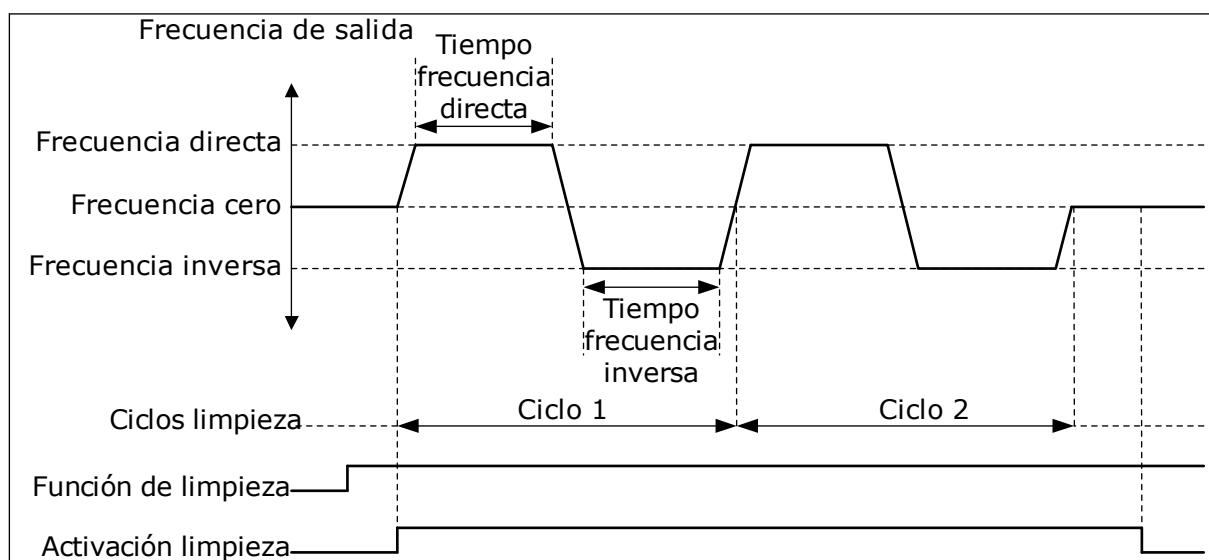 Frecuencia de salida
Tiempo
frecuencia
directa
Frecuencia directa
Frecuencia cero
Frecuencia inversa
Tiempo
frecuencia
inversa
Ciclos limpieza
Ciclo 1
Ciclo 2
Función de limpieza
Activación limpieza